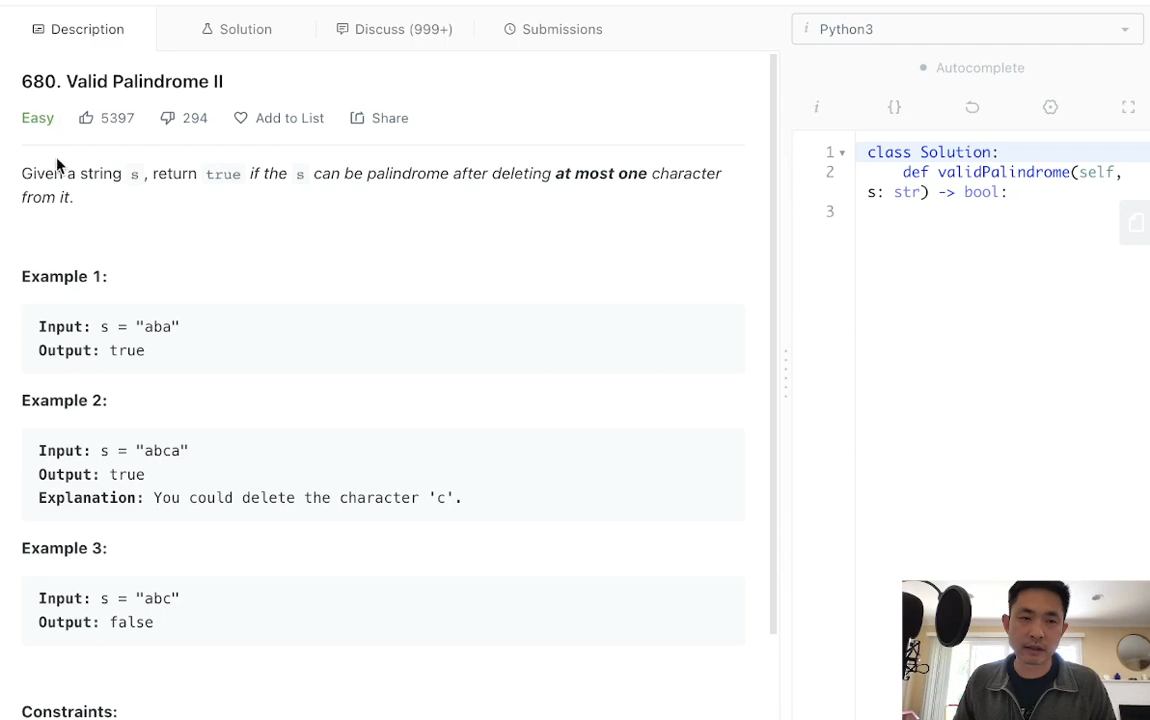 Description Solution Discuss (999+) Submissions
i Python3
Autocomplete
680. Valid Palindrome II
Easy 5397 294 Add to List Share
i {}
Given a string s, return true if the s can be palindrome after deleting at most one character
from it.
Example 1:
Input: s = "aba"
Output: true
Example 2:
Input: s = "abca"
Output: true
Explanation: You could delete the character 'c'.
Example 3:
Input: s = "abc"
Output: false
Constraints:
1 class Solution:
2 def validPalindrome(self,
s: str) -> bool:
3